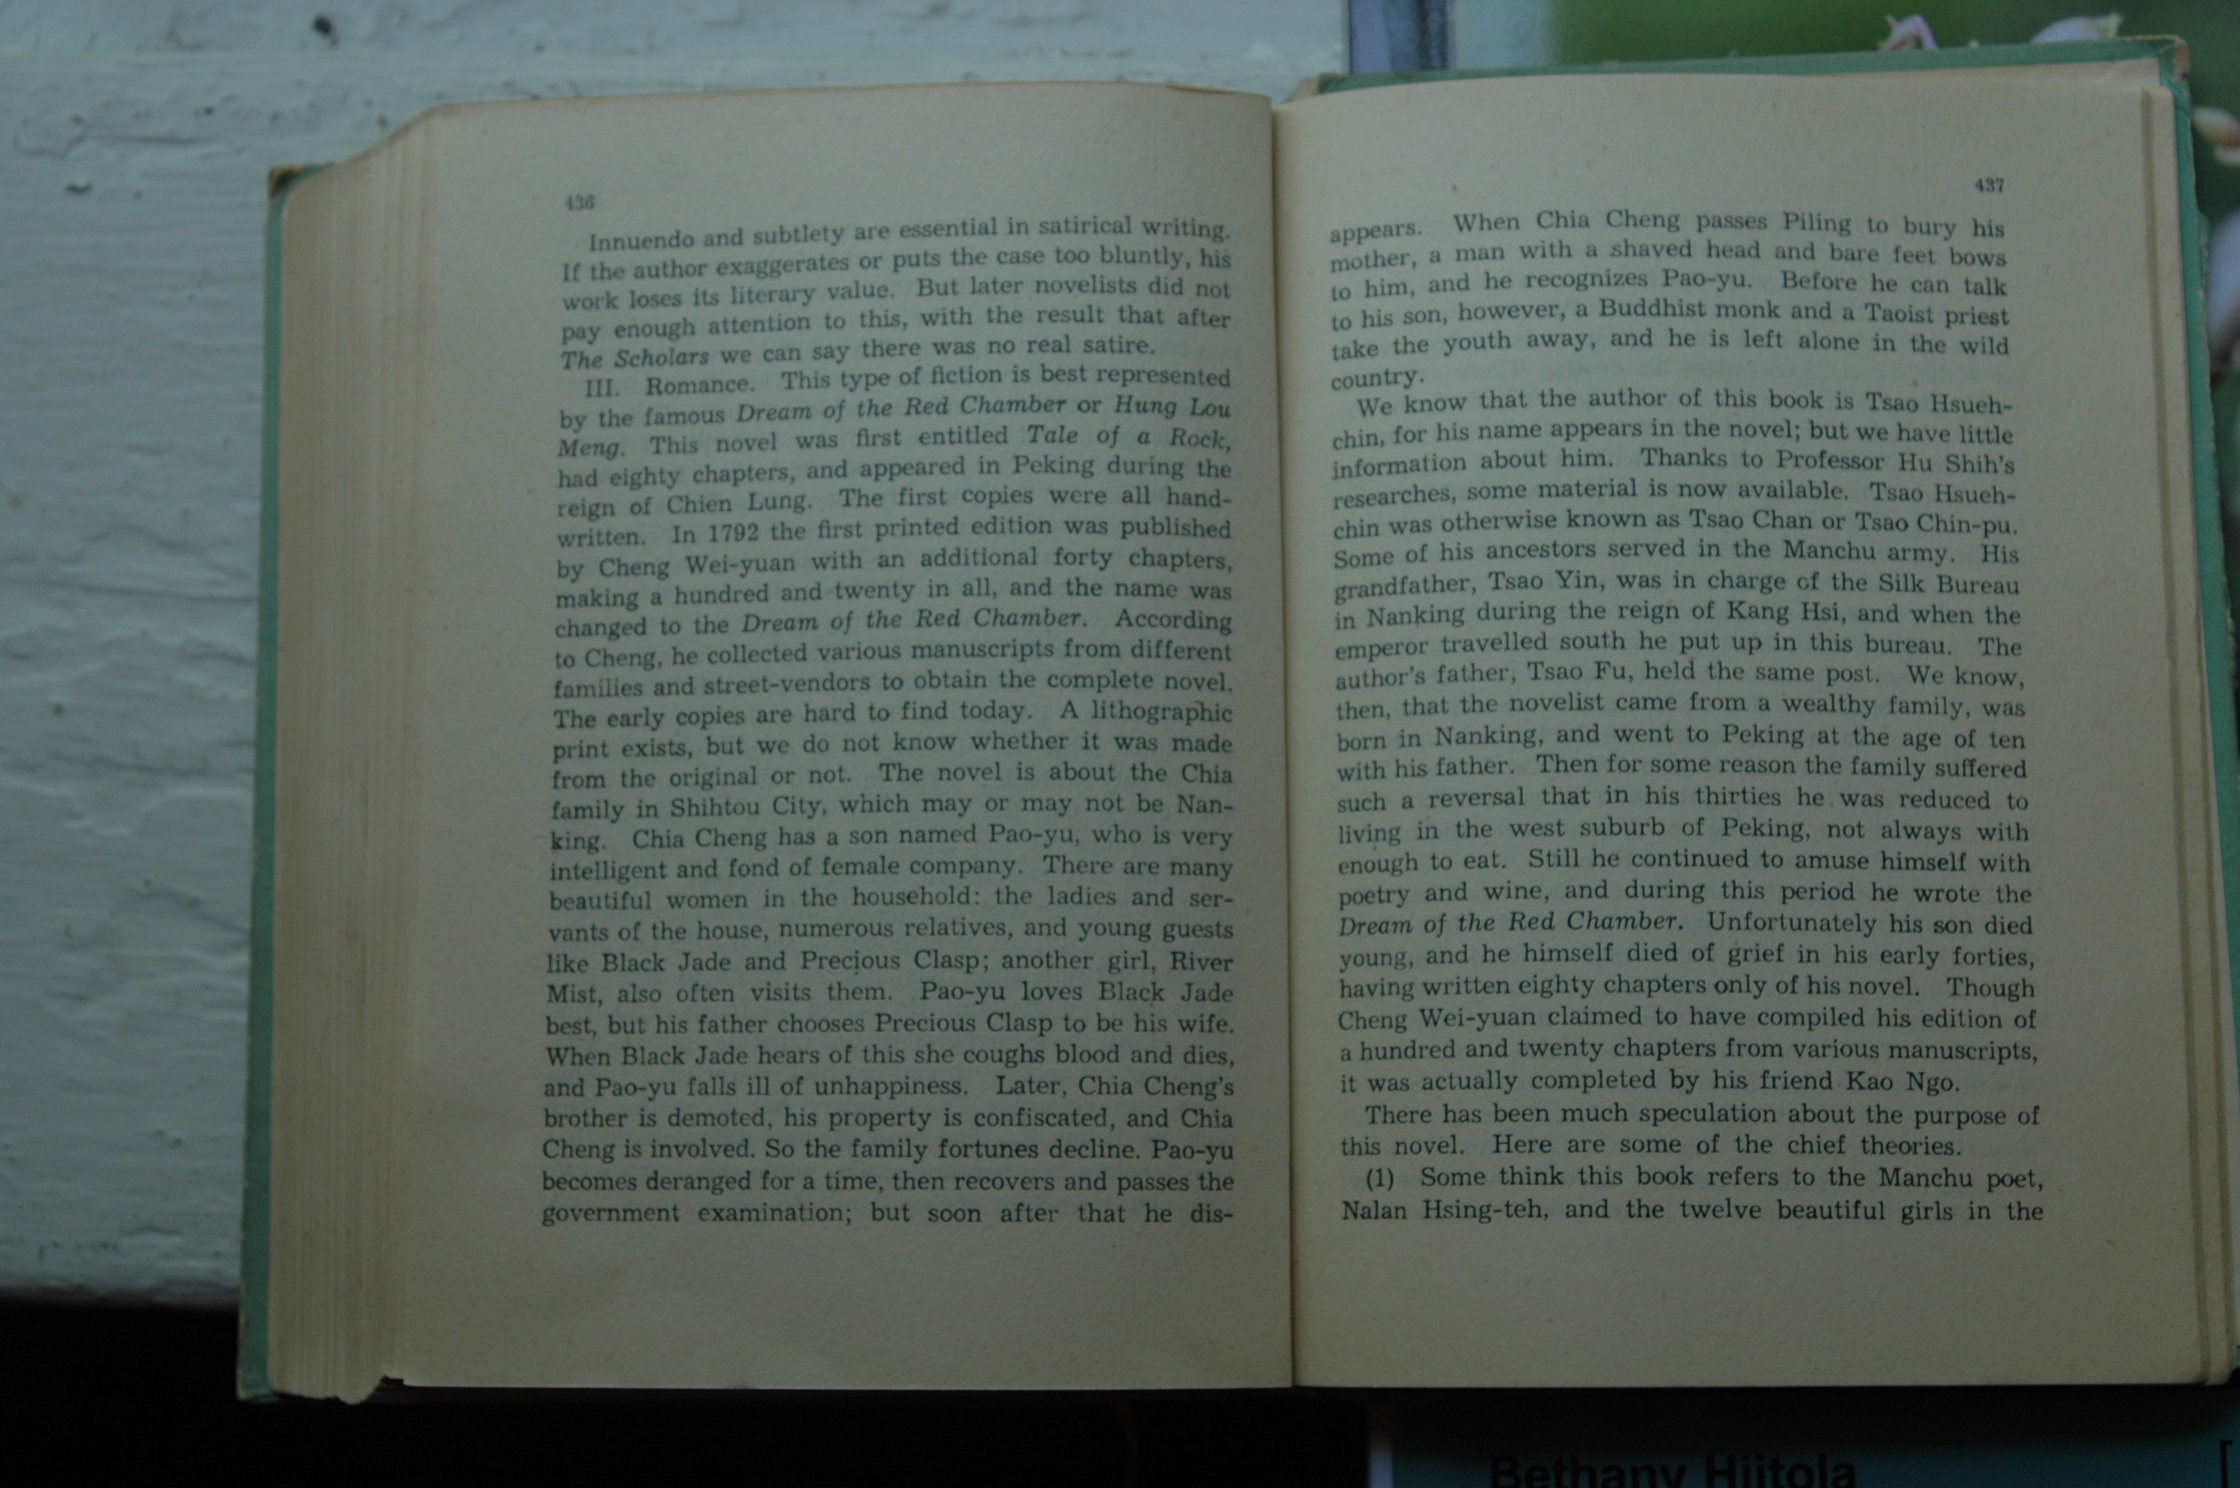 436
Innuendo and subtlety are essential in satirical writing.
If the author exaggerates or puts the case too bluntly, his
work loses its literary value. But later novelists did not
pay enough attention to this, with the result that after
The Scholars we can say there was no real satire.
III. Romance. This type of fiction is best represented
by the famous Dream of the Red Chamber or Hung Lou
Meng. This novel was first entitled Tale of a Rock,
had eighty chapters, and appeared in Peking during the
reign of Chien Lung. The first copies were all hand-
written. In 1792 the first printed edition was published
by Cheng Wei-yuan with an additional forty chapters,
making a hundred and twenty in all, and the name was
changed to the Dream of the Red Chamber. According
to Cheng, he collected various manuscripts from different
families and street-vendors to obtain the complete novel.
The early copies are hard to find today. A lithographic
print exists, but we do not know whether it was made
from the original or not. The novel is about the Chia
family in Shihtou City, which may or may not be Nan-
king. Chia Cheng has a son named Pao-yu, who is very
intelligent and fond of female company. There are many
beautiful women in the household: the ladies and ser-
vants of the house, numerous relatives, and young guests
like Black Jade and Precious Clasp; another girl, River
Mist, also often visits them. Pao-yu loves Black Jade
best, but his father chooses Precious Clasp to be his wife.
When Black Jade hears of this she coughs blood and dies,
and Pao-yu falls ill of unhappiness. Later, Chia Cheng's
brother is demoted, his property is confiscated, and Chia
Cheng is involved. So the family fortunes decline. Pao-yu
becomes deranged for a time, then recovers and passes the
government examination; but soon after that he dis-
437
appears. When Chia Cheng passes Piling to bury his
mother, a man with a shaved head and bare feet bows
to him, and he recognizes Pao-yu. Before he can talk
to his son, however, a Buddhist monk and a Taoist priest
take the youth away, and he is left alone in the wild
country.
We know that the author of this book is Tsao Hsueh-
chin, for his name appears in the novel; but we have little
information about him. Thanks to Professor Hu Shih's
researches, some material is now available. Tsao Hsueh-
chin was otherwise known as Tsao Chan or Tsao Chin-pu.
Some of his ancestors served in the Manchu army. His
grandfather, Tsao Yin, was in charge of the Silk Bureau
in Nanking during the reign of Kang Hsi, and when the
emperor travelled south he put up in this bureau. The
author's father, Tsao Fu, held the same post. We know,
then, that the novelist came from a wealthy family, was
born in Nanking, and went to Peking at the age of ten
with his father. Then for some reason the family suffered
such a reversal that in his thirties he was reduced to
living in the west suburb of Peking, not always with
enough to eat. Still he continued to amuse himself with
poetry and wine, and during this period he wrote the
Dream of the Red Chamber. Unfortunately his son died
young, and he himself died of grief in his early forties,
having written eighty chapters only of his novel. Though
Cheng Wei-yuan claimed to have compiled his edition of
a hundred and twenty chapters from various manuscripts,
it was actually completed by his friend Kao Ngo.
There has been much speculation about the purpose of
this novel. Here are some of the chief theories.
(1) Some think this book refers to the Manchu poet,
Nalan Hsing-teh, and the twelve beautiful girls in the
Bethany Hiitola